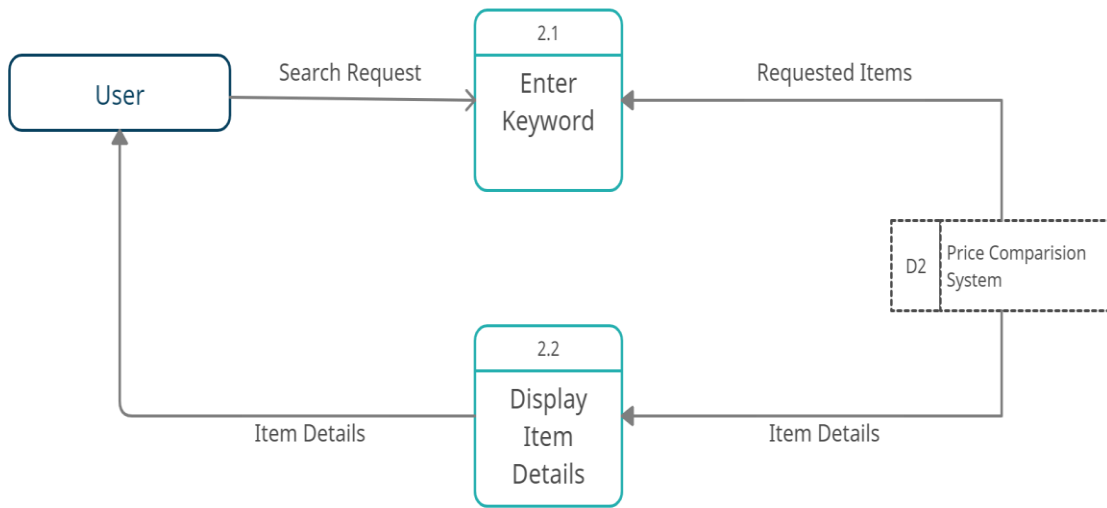 2.1
Search Request
Requested Items
User
Enter
Keyword
D2
Price Comparision
System
2.2
Display
Item
Details
Item Details
Item Details